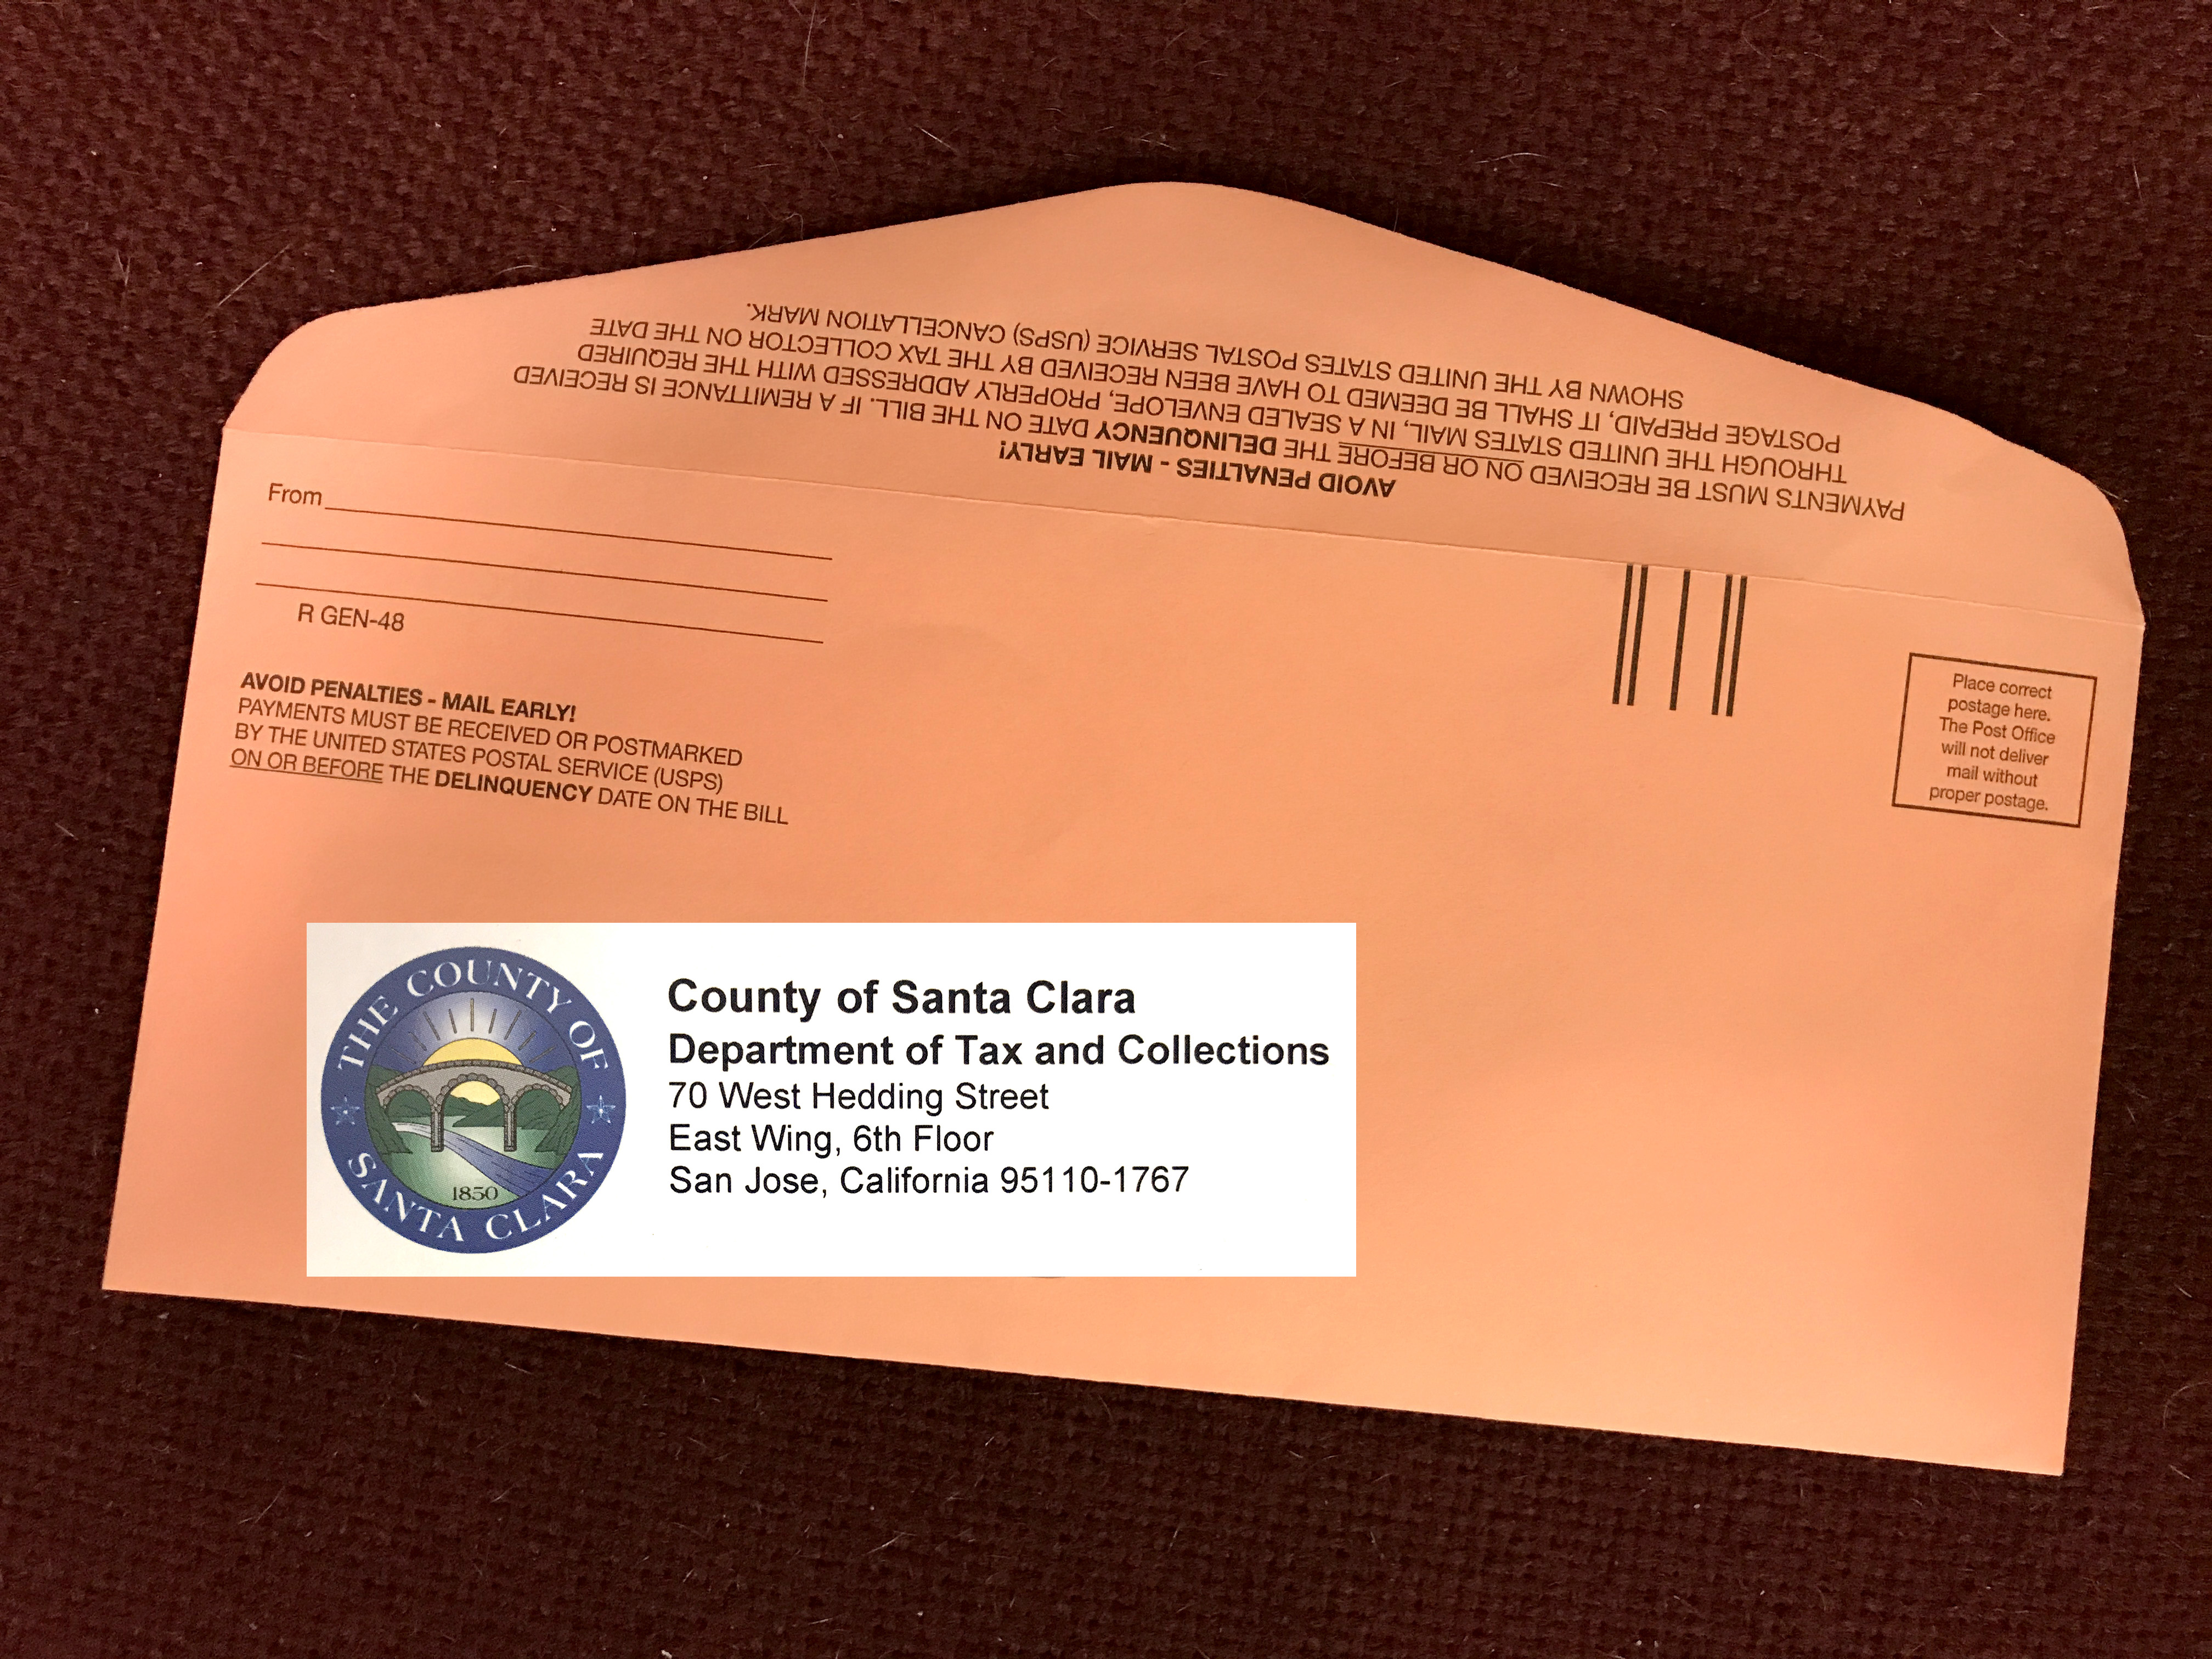 AVOID PENALTIES - MAIL EARLY!
PAYMENTS MUST BE RECEIVED ON OR BEFORE THE DELINQUENCY DATE ON THE BILL. IF A REMITTANCE IS RECEIVED
THROUGH THE UNITED STATES MAIL, IN A SEALED ENVELOPE, PROPERLY ADDRESSED WITH THE REQUIRED
POSTAGE PREPAID, IT SHALL BE DEEMED TO HAVE BEEN RECEIVED BY THE TAX COLLECTOR ON THE DATE
SHOWN BY THE UNITED STATES POSTAL SERVICE (USPS) CANCELLATION MARK.
From
R GEN-48
AVOID PENALTIES - MAIL EARLY!
PAYMENTS MUST BE RECEIVED OR POSTMARKED
BY THE UNITED STATES POSTAL SERVICE (USPS)
ON OR BEFORE THE DELINQUENCY DATE ON THE BILL
Place correct
postage here.
The Post Office
will not deliver
mail without
proper postage.
THE COUNTY OF
SANTA CLARA
1850
County of Santa Clara
Department of Tax and Collections
70 West Hedding Street
East Wing, 6th Floor
San Jose, California 95110-1767